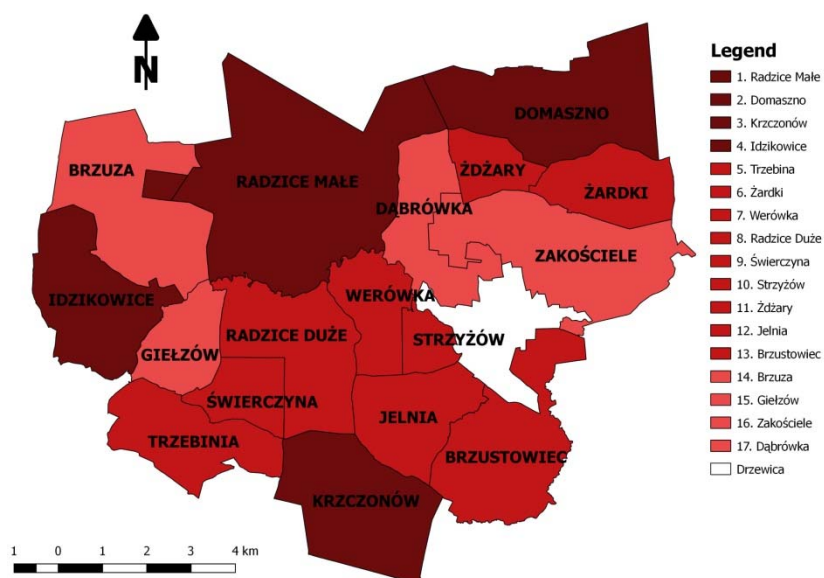 N
DOMASZNO
BRZUZA
RADZICE MAŁE
ŻDŻARY
ŻARDKI
DĄBRÓWKA
ZAKOŚCIELE
IDZIKOWICE
WERÓWKA
RADZICE DUŻE
STRZYŻÓW
GIEŁZÓW
ŚWIERCZYNA
JELNIA
TRZEBINIA
BRZUSTOWIEC
KRZCZONÓW
1 0 1 2 3 4 km
Legend
1. Radzice Małe
2. Domaszno
3. Krzczonów
4. Idzikowice
5. Trzebina
6. Żardki
7. Werówka
8. Radzice Duże
9. Świerczyna
10. Strzyżów
11. Żdżary
12. Jelnia
13. Brzustowiec
14. Brzuza
15. Giełzów
16. Zakościele
17. Dąbrówka
Drzewica